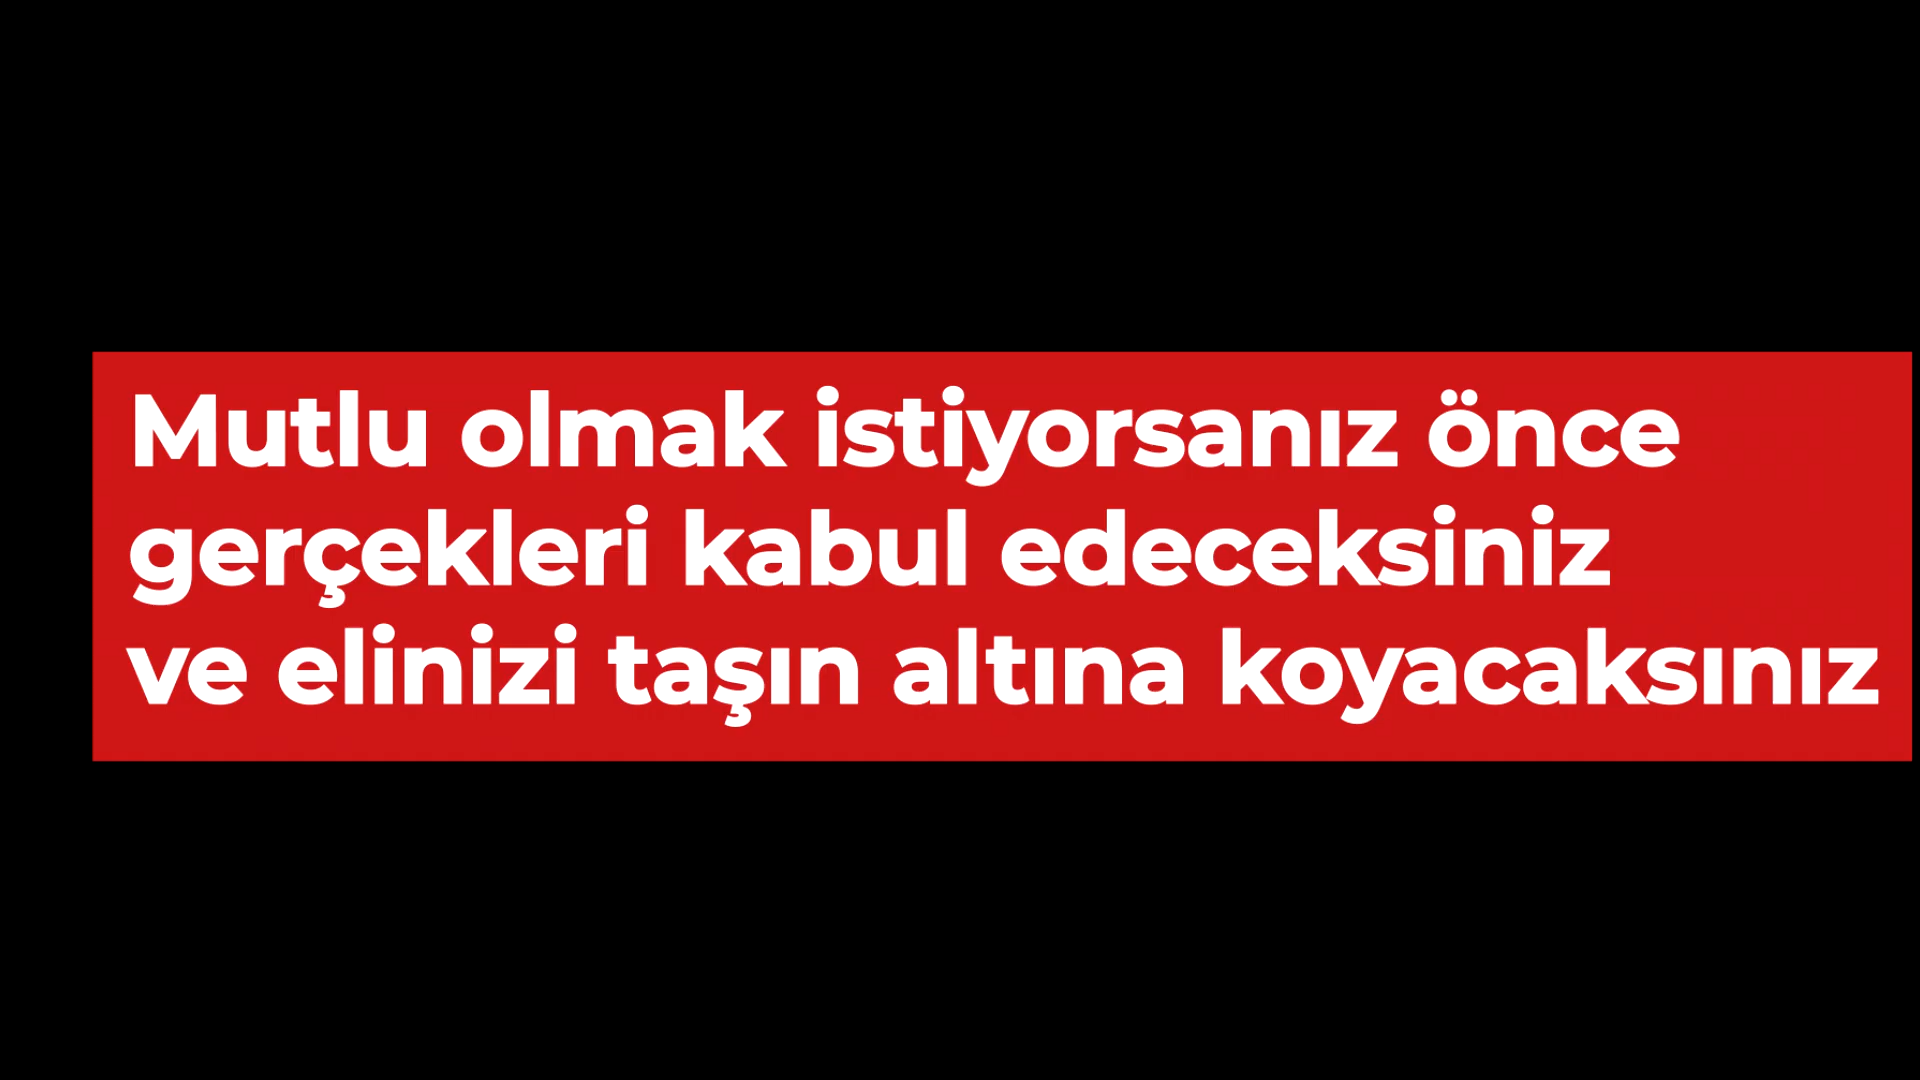 Mutlu olmak istiyorsanız önce
gerçekleri kabul edeceksiniz
ve elinizi taşın altına koyacaksınız